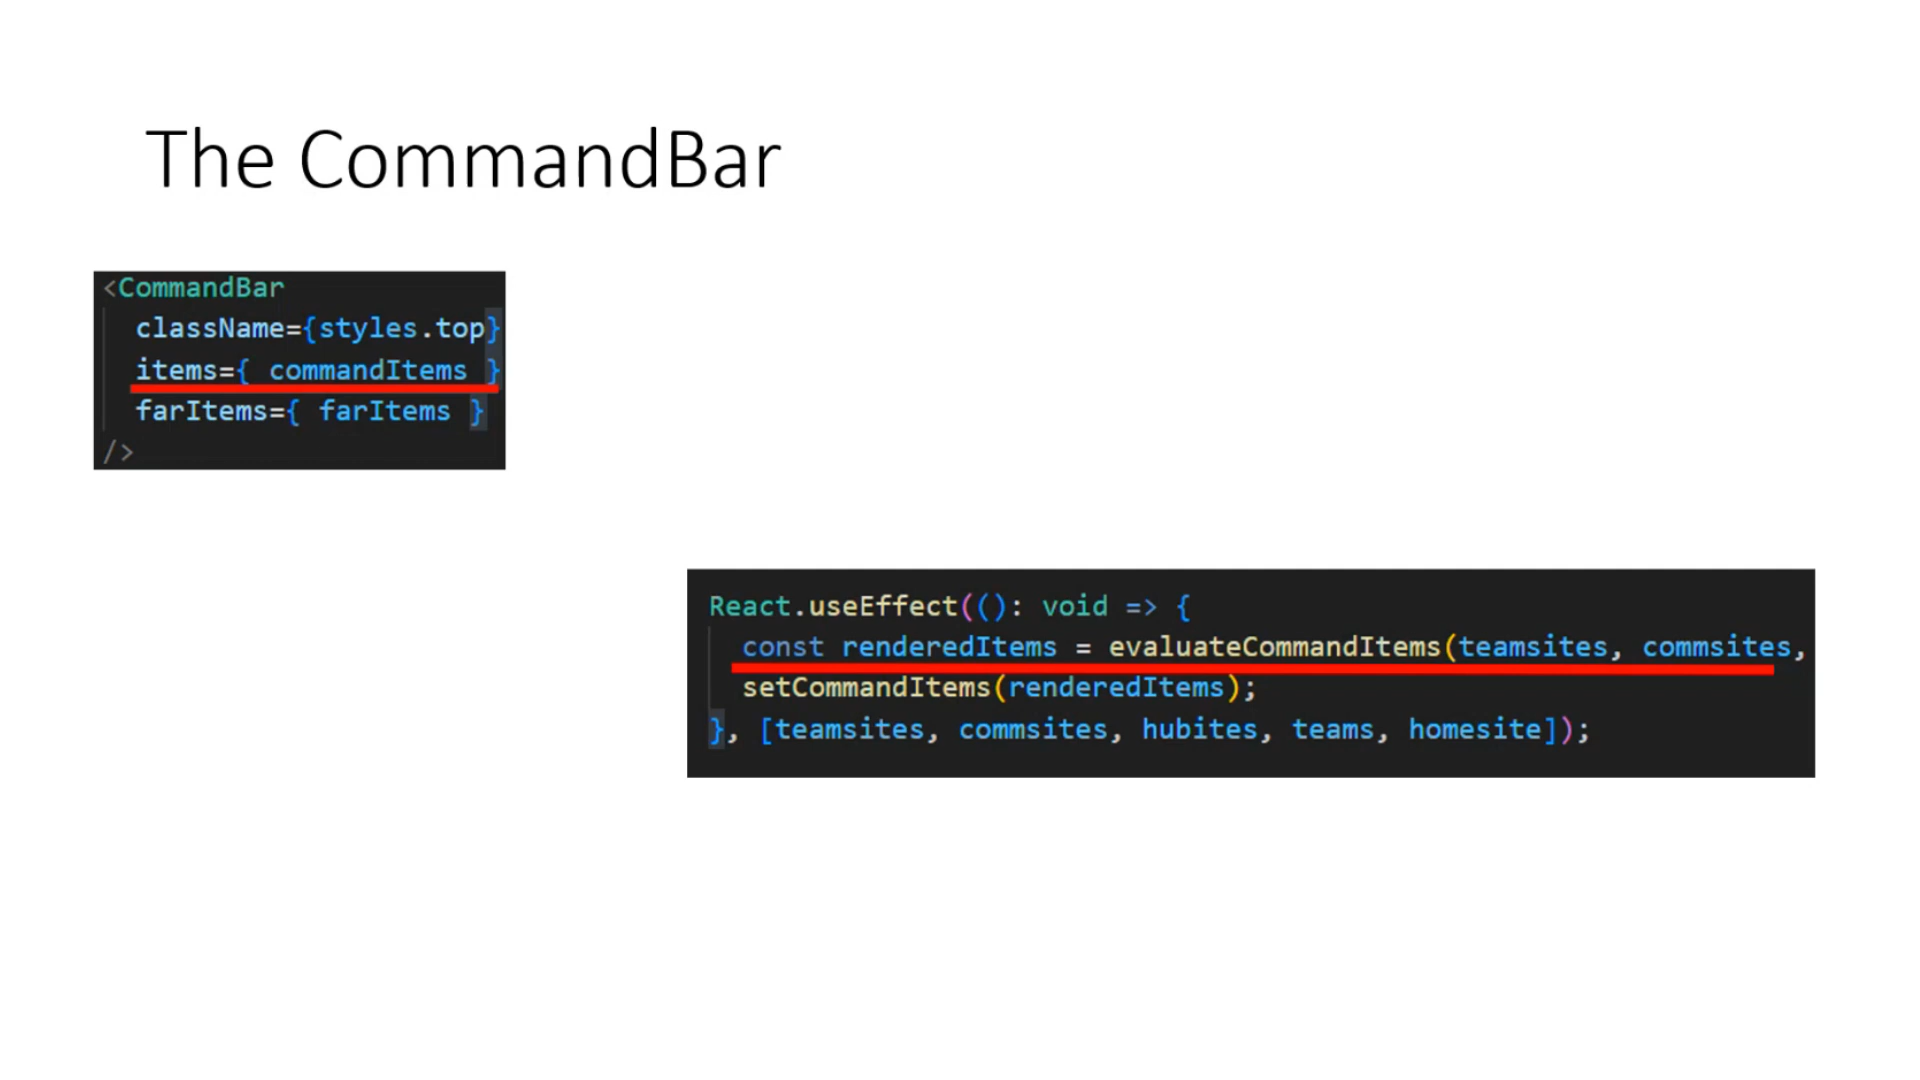 The CommandBar
<CommandBar
className={styles.top}
items={ commandItems }
farItems={ farItems }
/>
React.useEffect((): void => {
const renderedItems = evaluateCommandItems(teamsites, commsites,
setCommandItems(renderedItems);
}, [teamsites, commsites, hubites, teams, homesite]);